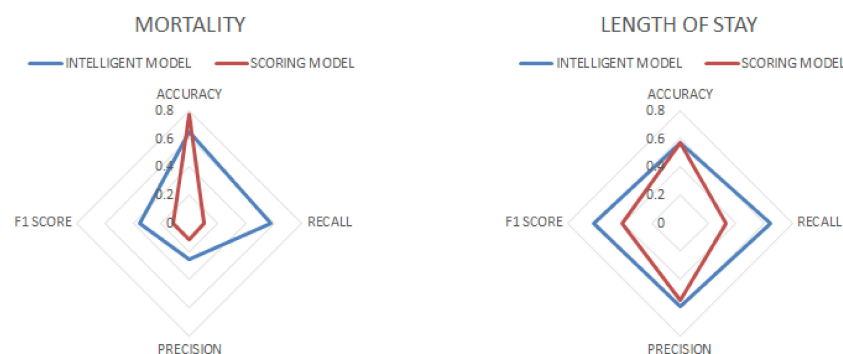 MORTALITY
INTELLIGENT MODEL SCORING MODEL
ACCURACY
0.8
0.6
0.4
0.2
0
F1 SCORE
RECALL
PRECISION
LENGTH OF STAY
INTELLIGENT MODEL SCORING MODEL
ACCURACY
0.8
0.6
0.4
0.2
0
F1 SCORE
RECALL
PRECISION